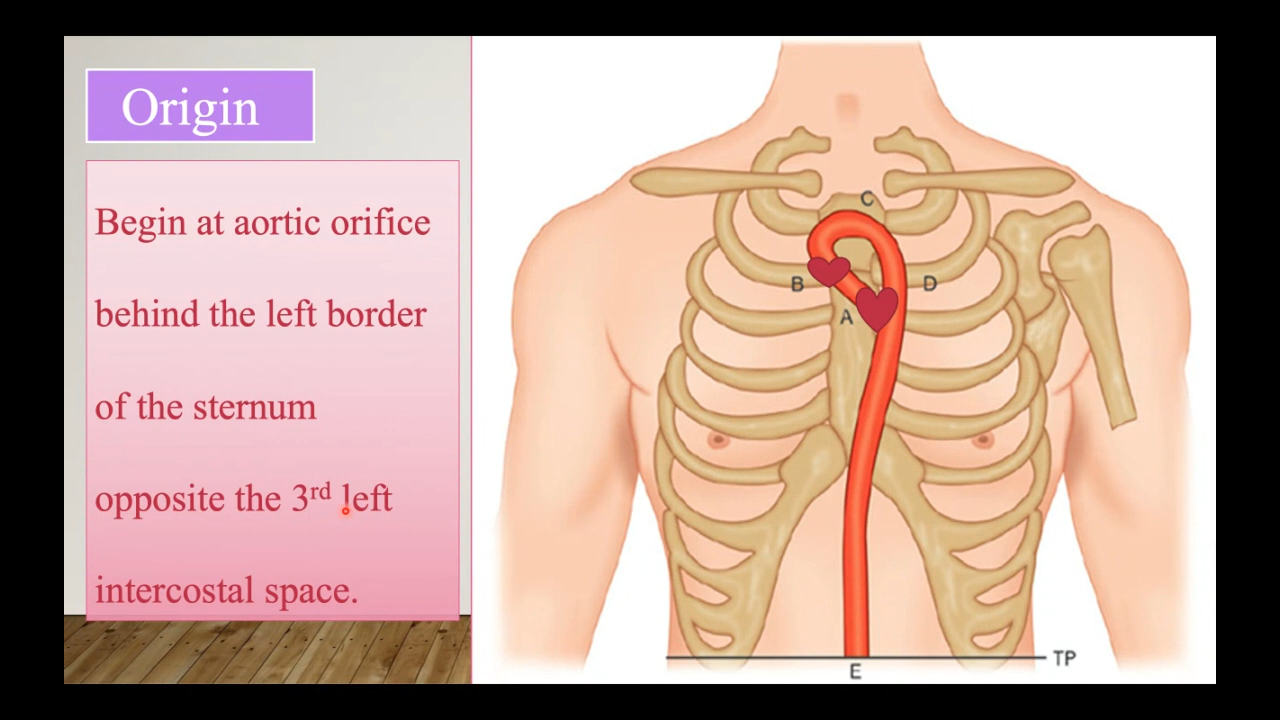 Origin
Begin at aortic orifice
behind the left border
of the sternum
opposite the 3rd left
intercostal space.
C
B
D
A
TP
E